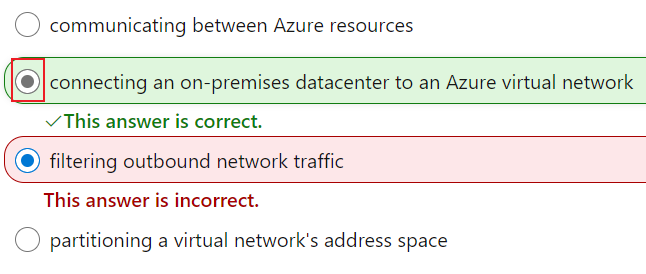 communicating between Azure resources
connecting an on-premises datacenter to an Azure virtual network
This answer is correct.
filtering outbound network traffic
This answer is incorrect.
partitioning a virtual network's address space